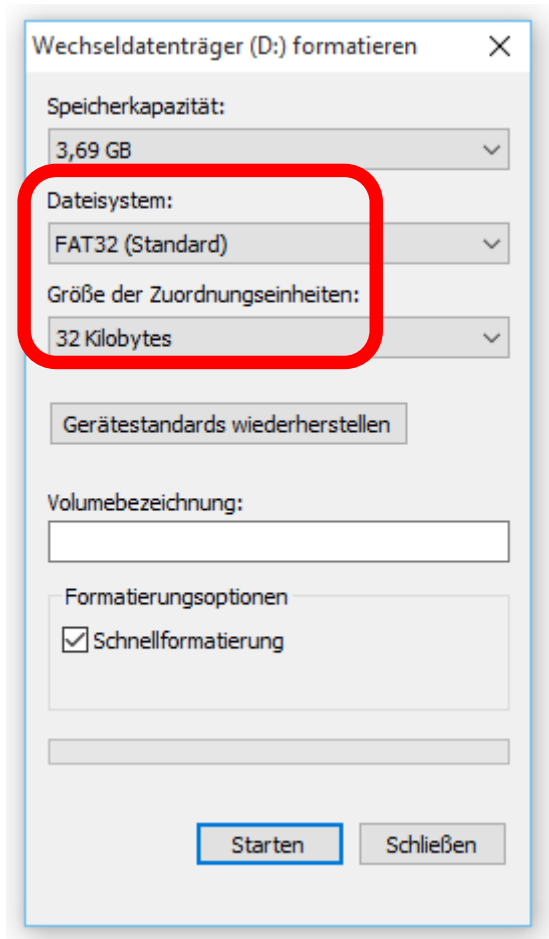 Wechseldatenträger (D:) formatieren
Speicherkapazität:
3,69 GB
Dateisystem:
FAT32 (Standard)
Größe der Zuordnungseinheiten:
32 Kilobytes
Gerätestandards wiederherstellen
Volumebezeichnung:
Formatierungsoptionen
Schnellformatierung
Starten
Schließen